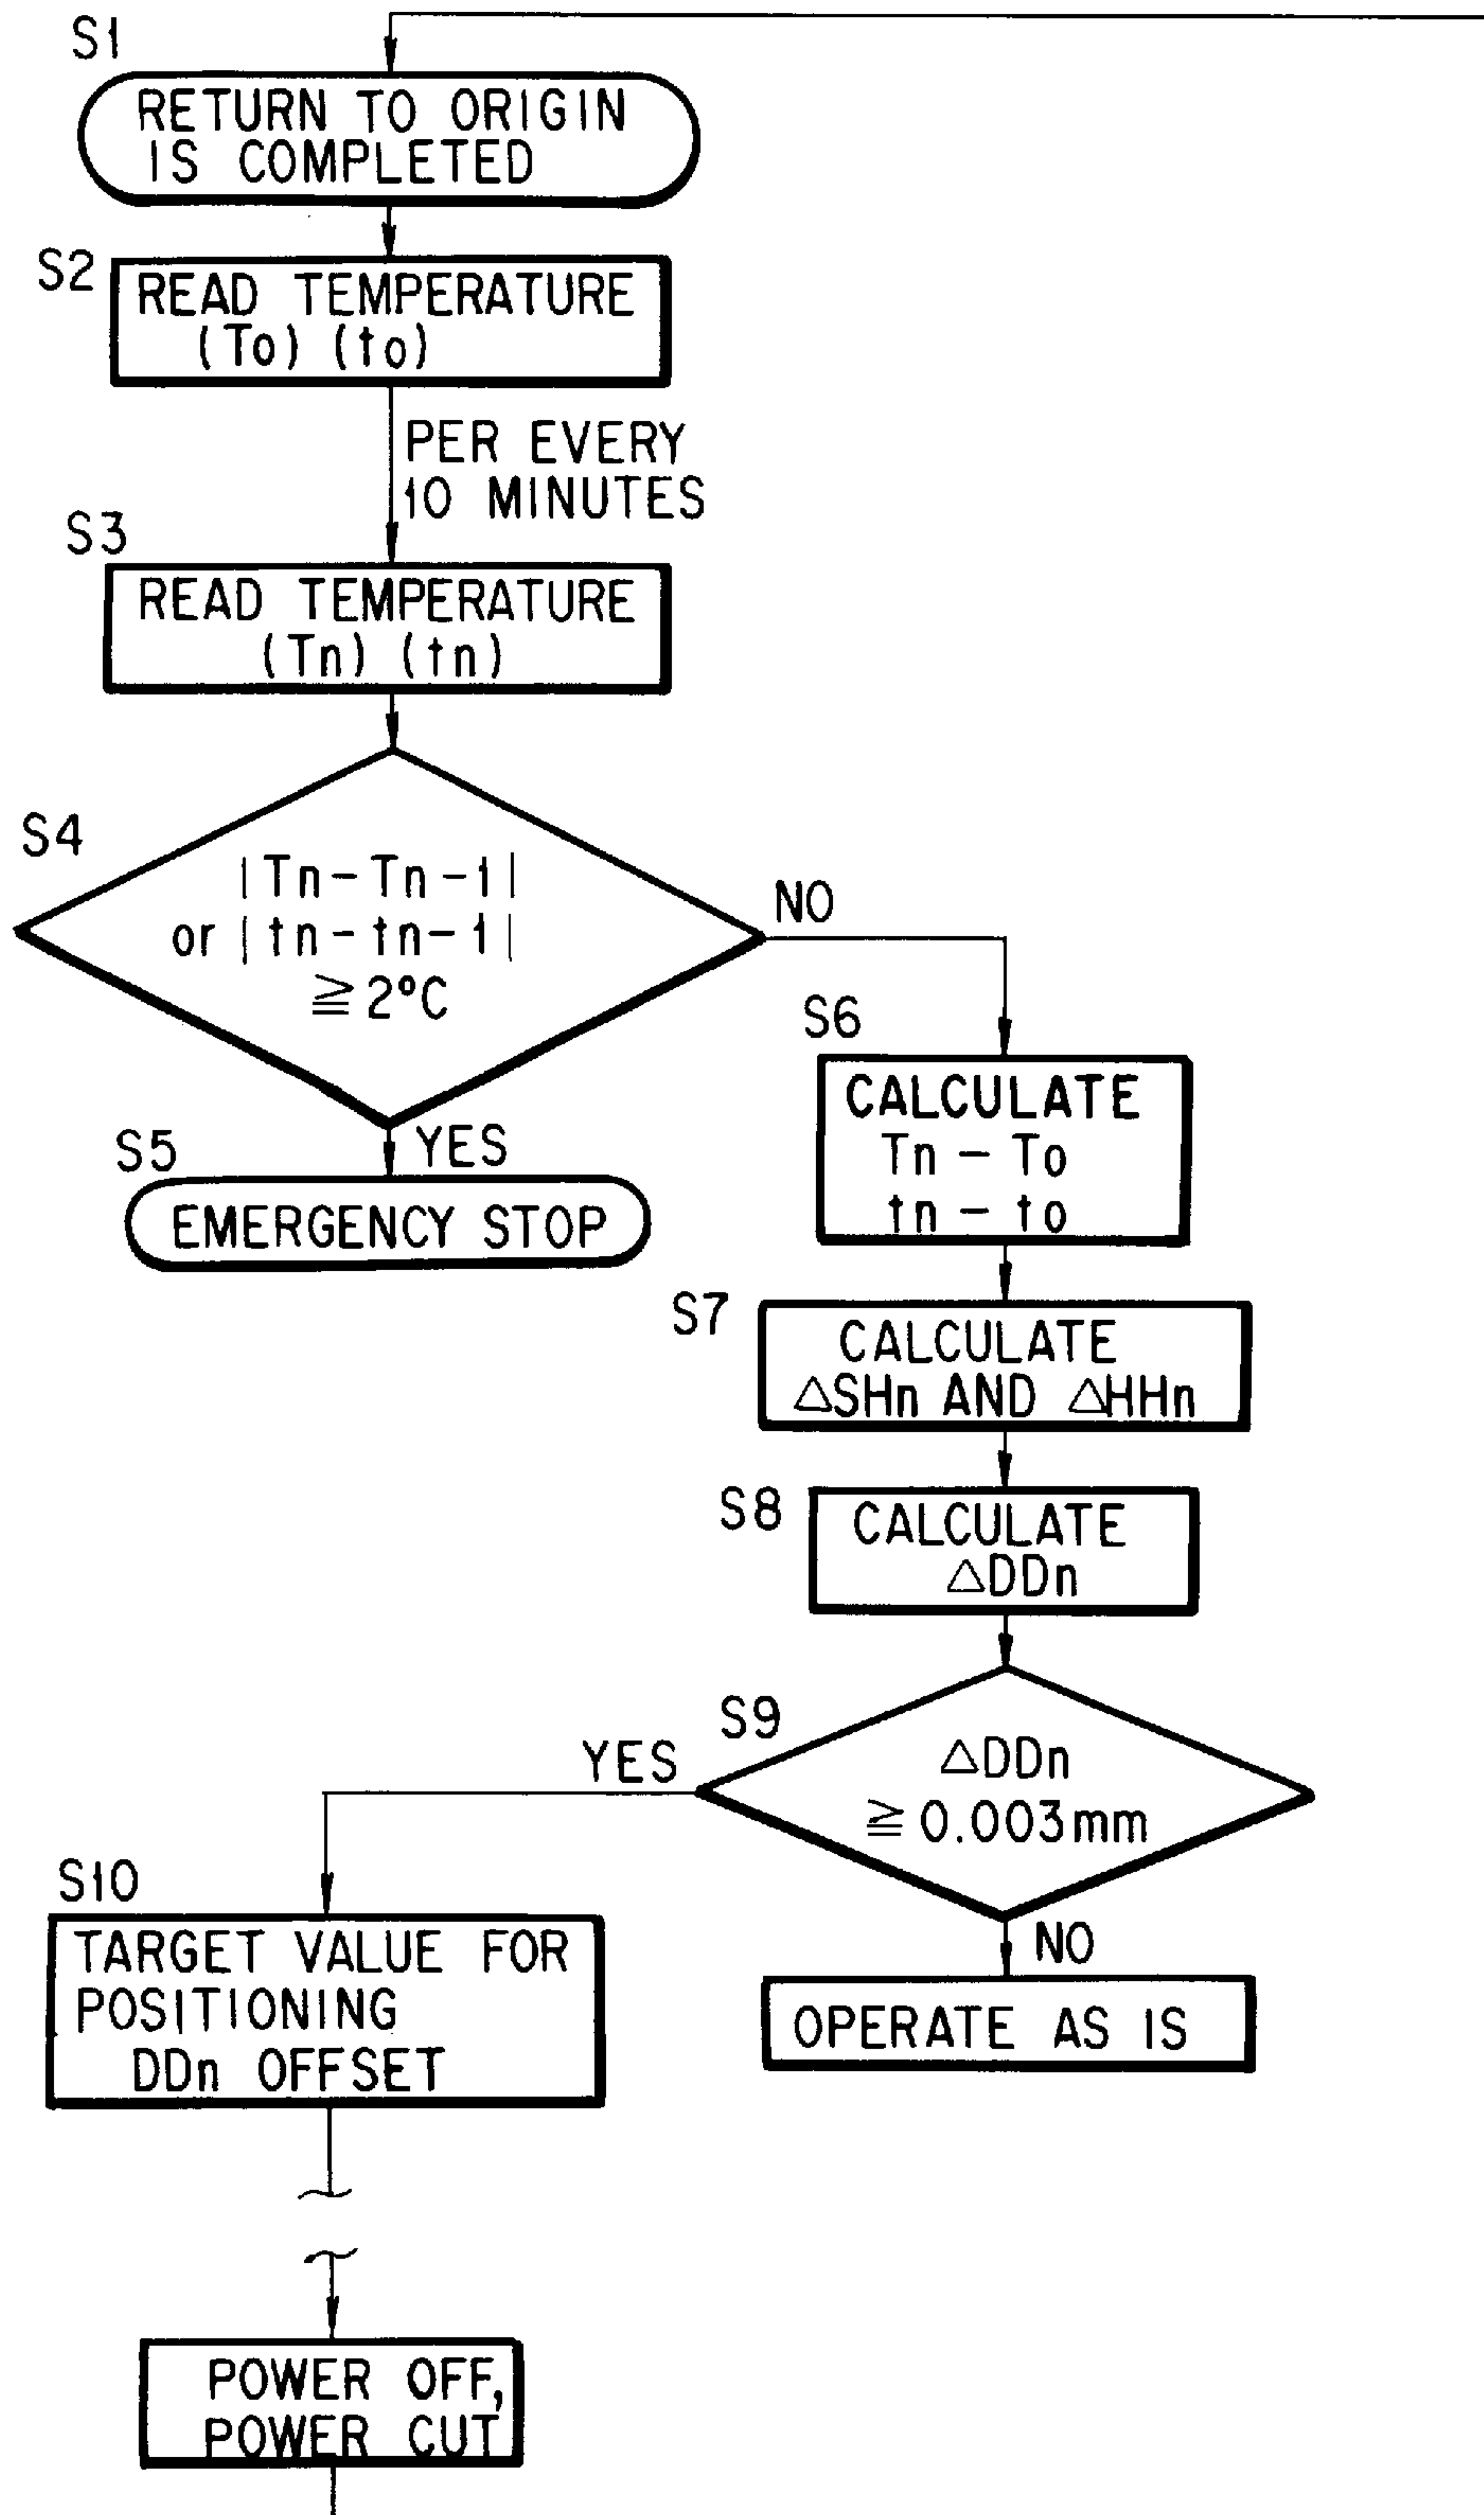 S1
RETURN TO ORIGIN
IS COMPLETED
S2
READ TEMPERATURE
(To) (to)
PER EVERY
10 MINUTES
S3
READ TEMPERATURE
(Tn) (tn)
S4
|Tn-Tn-1|
or |tn-tn-1|
≧2°C
NO
YES
S5
EMERGENCY STOP
S6
CALCULATE
Tn-To
tn-to
S7
CALCULATE
△SHn AND △HHn
S8
CALCULATE
△DDn
S9
△DDn
≧0.003mm
YES
NO
S10
TARGET VALUE FOR
POSITIONING
DDn OFFSET
OPERATE AS IS
POWER OFF,
POWER CUT